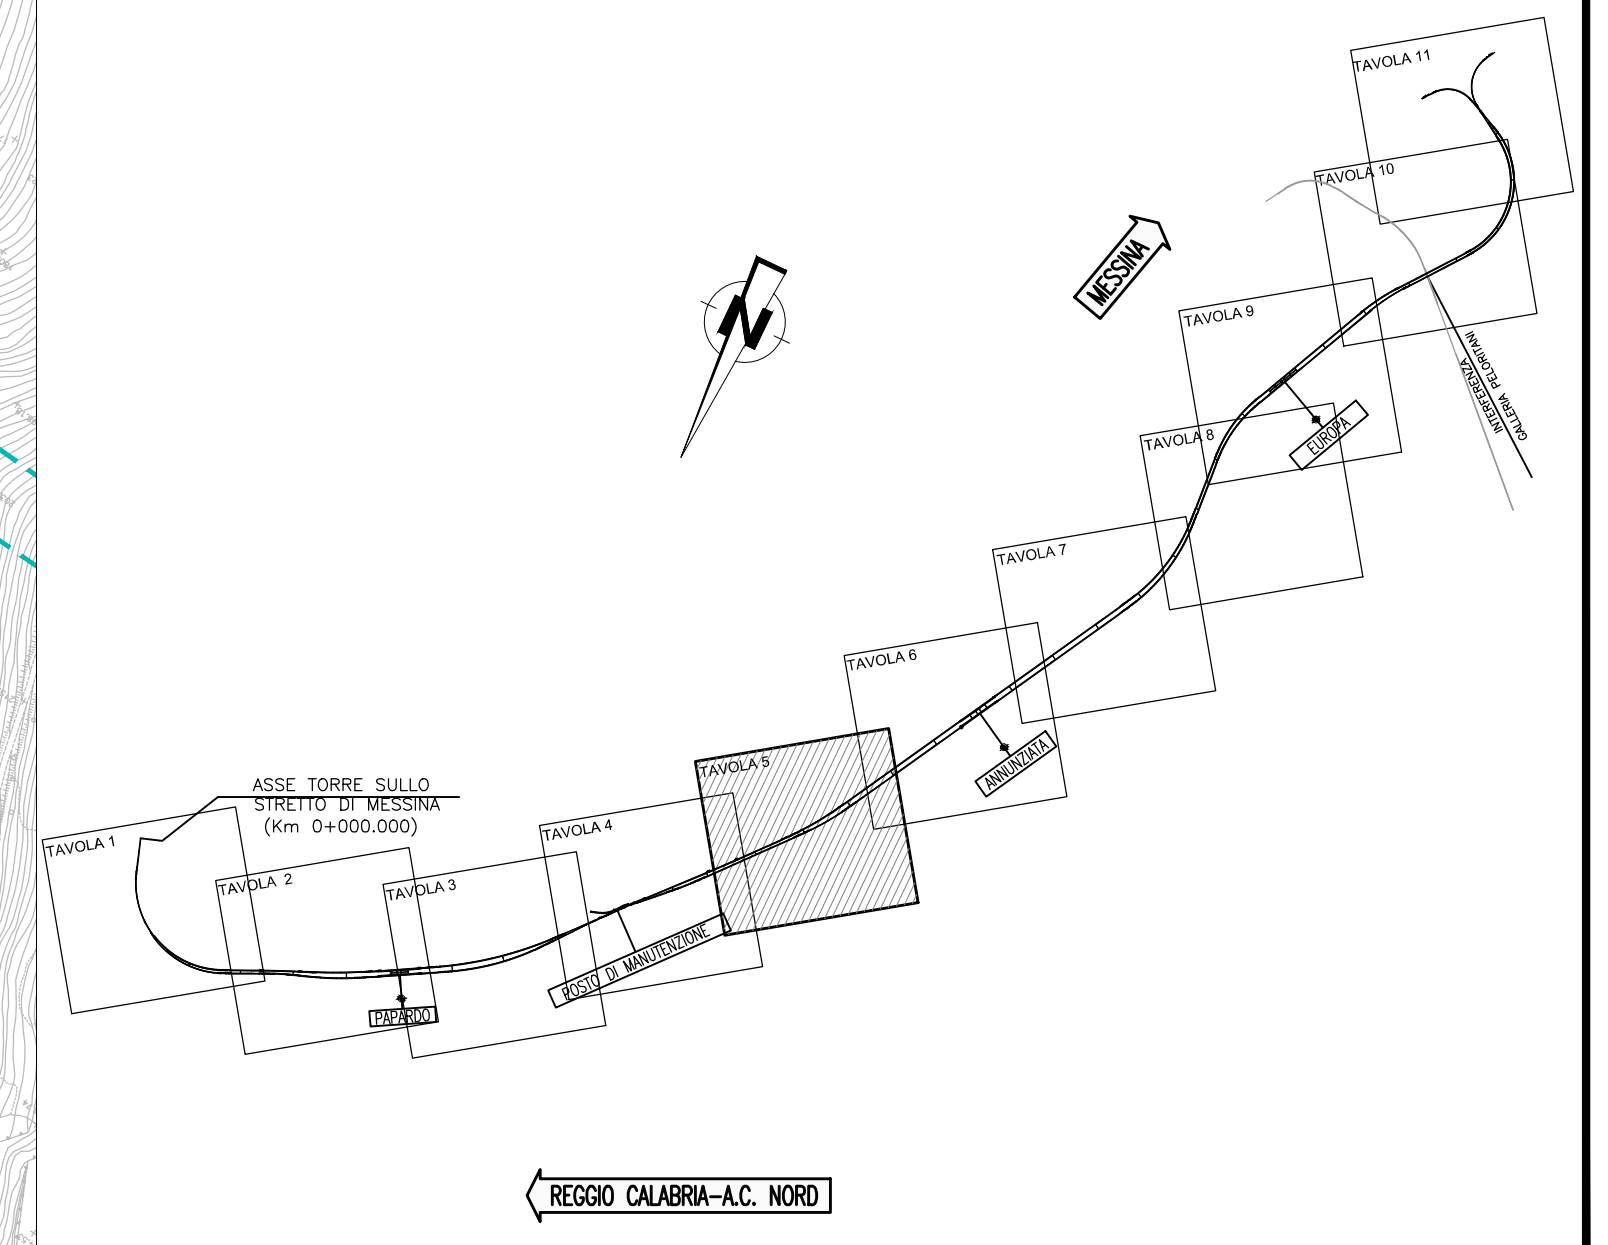 TAVOLA 11
TAVOLA 10
MESSINA
N
TAVOLA 9
INTERFERENZA
GALLERIA PELORITANI
EUROPA
TAVOLA 8
TAVOLA 7
TAVOLA 6
ANNUNZIATA
TAVOLA 5
ASSE TORRE SULLO
STRETTO DI MESSINA
(Km 0+000.000)
TAVOLA 4
TAVOLA 1
TAVOLA 2
TAVOLA 3
POSTO DI MANUTENZIONE
PAPARDO
REGGIO CALABRIA-A.C. NORD